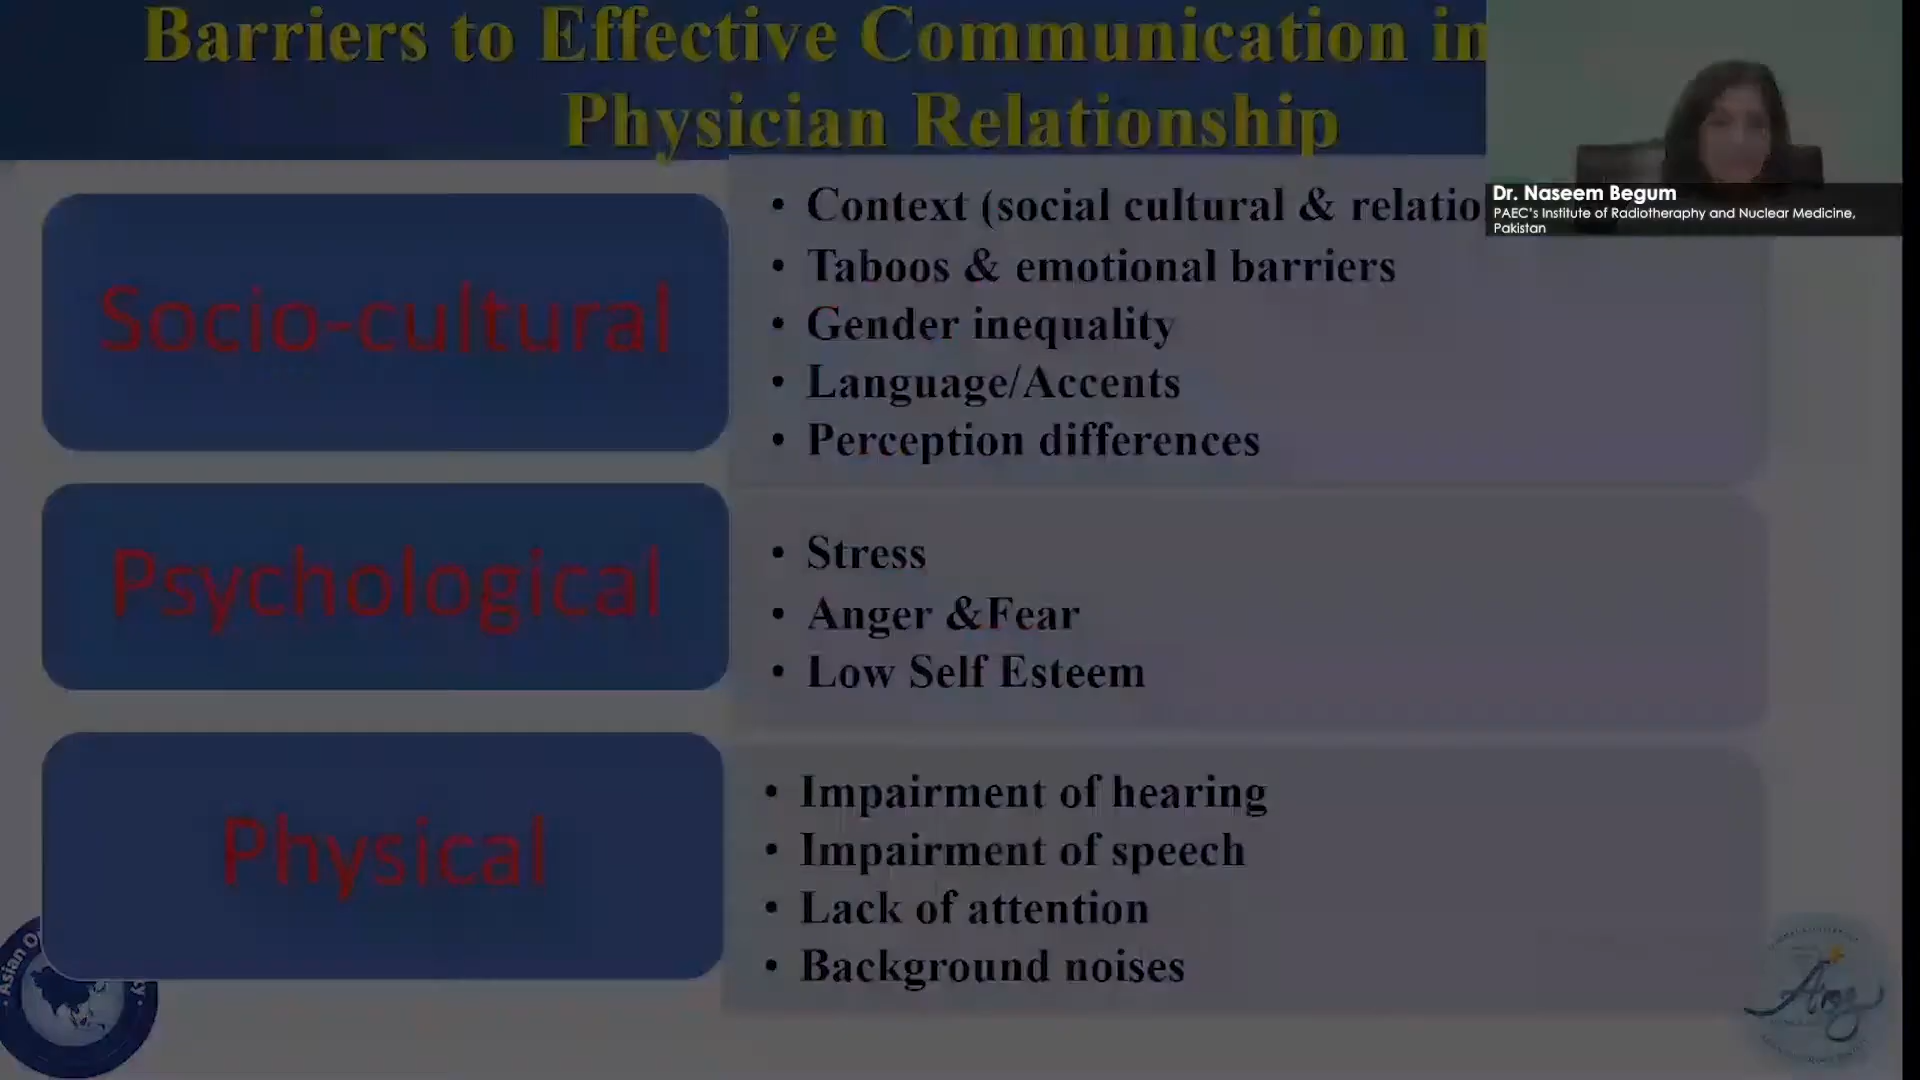 Barriers to Effective Communication in
Physician Relationship
Dr. Naseem Begum
PAEC's Institute of Radiotheraphy and Nuclear Medicine,
Pakistan
Socio-cultural
• Context (social cultural & relatio
• Taboos & emotional barriers
• Gender inequality
• Language/Accents
• Perception differences
Psychological
• Stress
• Anger &Fear
• Low Self Esteem
Physical
• Impairment of hearing
• Impairment of speech
• Lack of attention
• Background noises
Asian